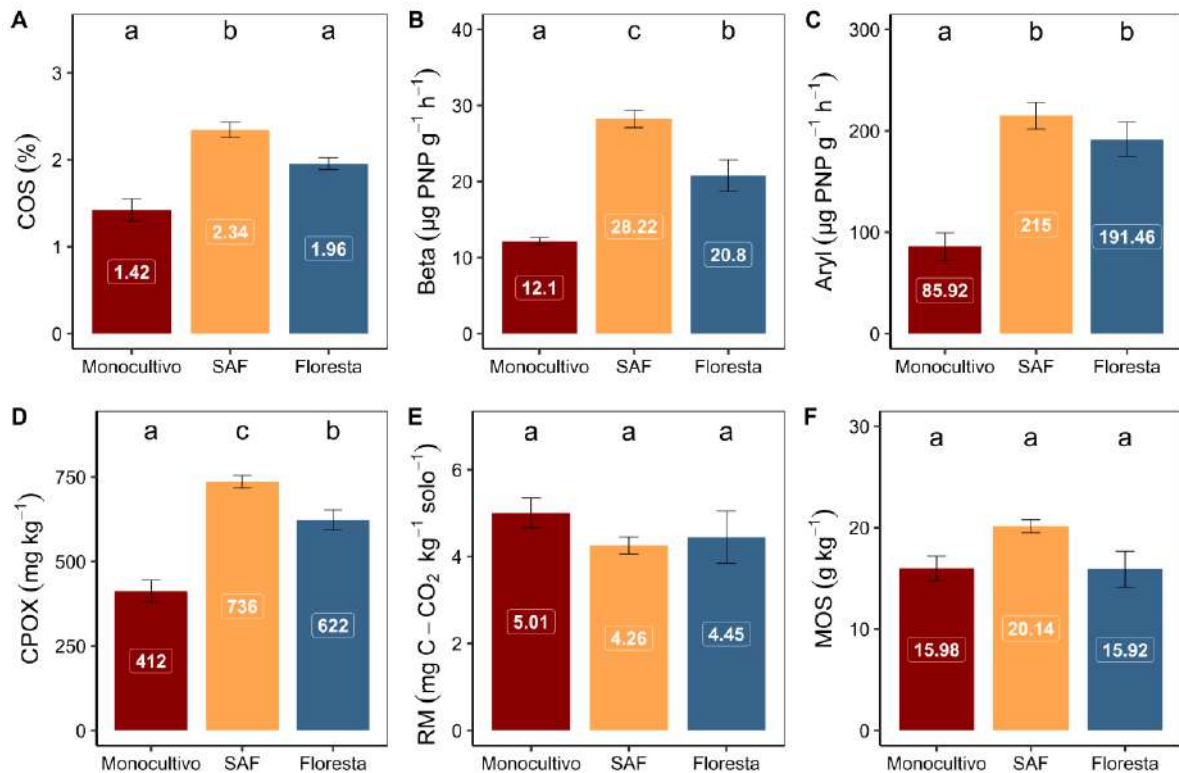 A
a b a
COS (%)
3
2
1
0
1.42
2.34
1.96
Monocultivo SAF Floresta
B
a c b
Beta (µg PNP g⁻¹ h⁻¹)
40
30
20
10
0
12.1
28.22
20.8
Monocultivo SAF Floresta
C
a b b
Aryl (µg PNP g⁻¹ h⁻¹)
300
200
100
0
85.92
215
191.46
Monocultivo SAF Floresta
D
a c b
CPOX (mg kg⁻¹)
750
500
250
0
412
736
622
Monocultivo SAF Floresta
E
a a a
RM (mg C − CO₂ kg⁻¹ solo⁻¹)
6
4
2
0
5.01
4.26
4.45
Monocultivo SAF Floresta
F
a a a
MOS (g kg⁻¹)
30
20
10
0
15.98
20.14
15.92
Monocultivo SAF Floresta